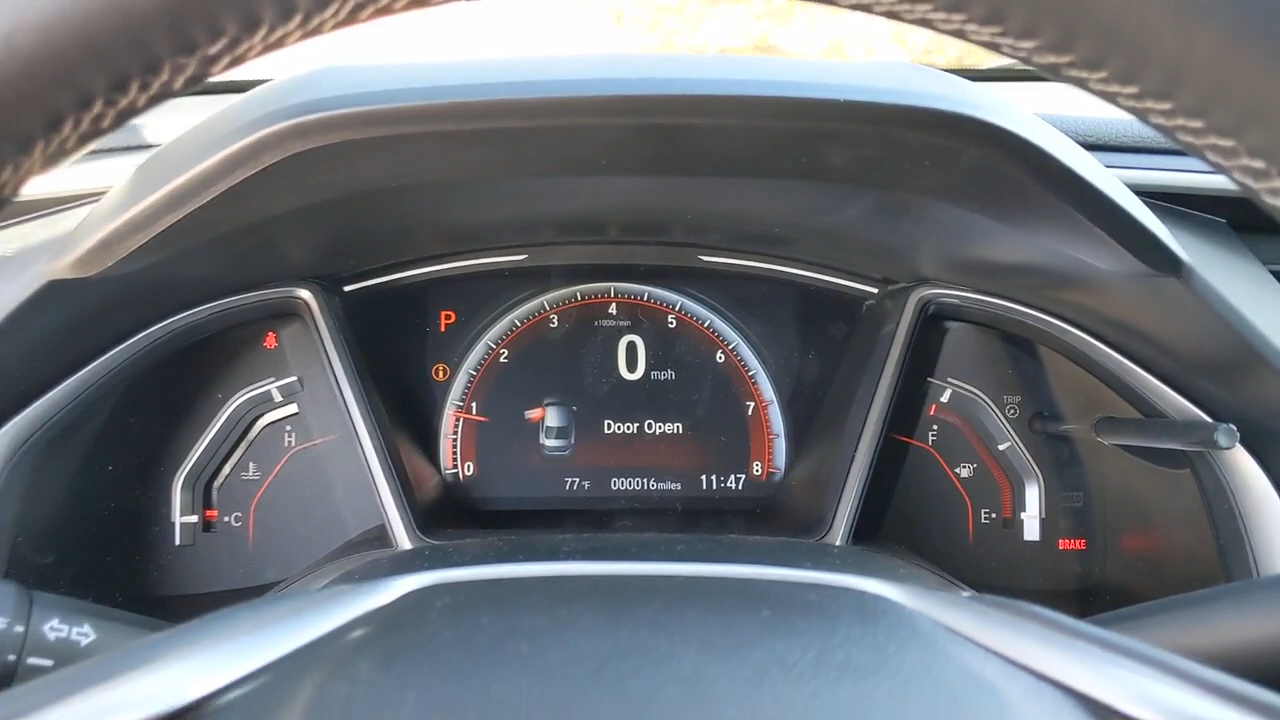 P
4
3
5
x1000r/min
2
6
0 mph
TRIP
1
7
F
H
Door Open
0
8
77°F 000016miles 11:47
C
E
BRAKE